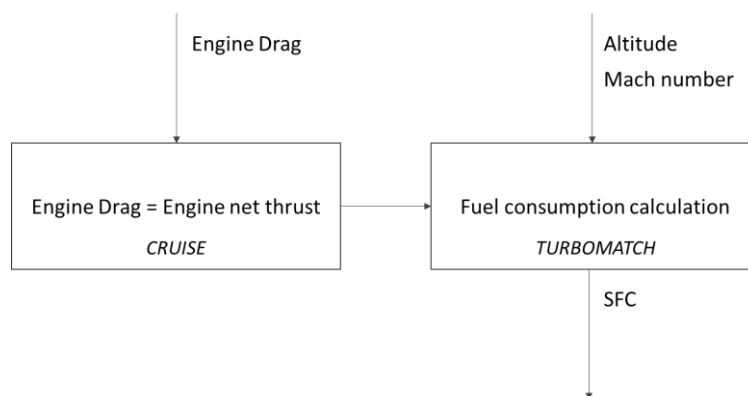 Engine Drag
Altitude
Mach number
Engine Drag = Engine net thrust
CRUISE
Fuel consumption calculation
TURBOMATCH
SFC